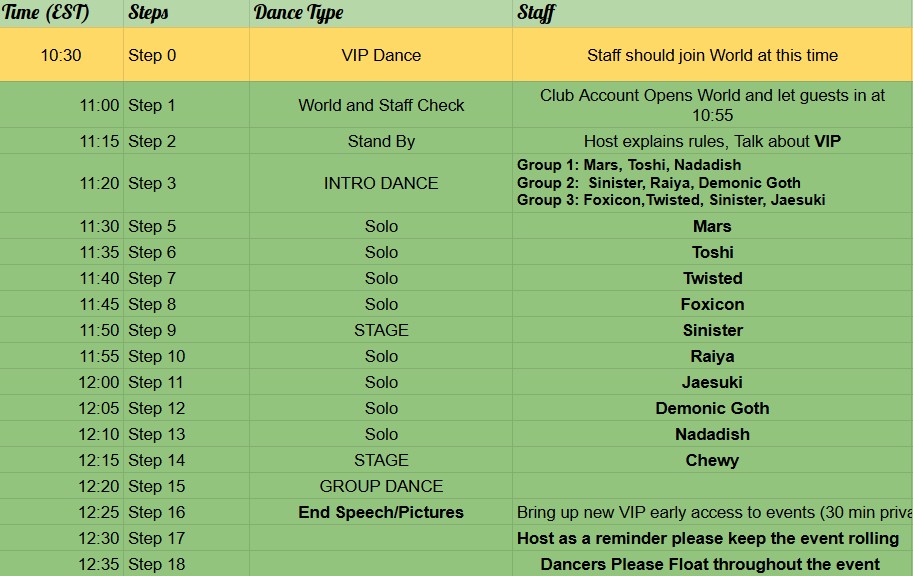 Time (EST) Steps Dance Type Staff
10:30 Step 0 VIP Dance Staff should join World at this time
11:00 Step 1 World and Staff Check Club Account Opens World and let guests in at
10:55
11:15 Step 2 Stand By Host explains rules, Talk about VIP
11:20 Step 3 INTRO DANCE Group 1: Mars, Toshi, Nadadish
Group 2: Sinister, Raiya, Demonic Goth
Group 3: Foxicon,Twisted, Sinister, Jaesuki
11:30 Step 5 Solo Mars
11:35 Step 6 Solo Toshi
11:40 Step 7 Solo Twisted
11:45 Step 8 Solo Foxicon
11:50 Step 9 STAGE Sinister
11:55 Step 10 Solo Raiya
12:00 Step 11 Solo Jaesuki
12:05 Step 12 Solo Demonic Goth
12:10 Step 13 Solo Nadadish
12:15 Step 14 STAGE Chewy
12:20 Step 15 GROUP DANCE
12:25 Step 16 End Speech/Pictures Bring up new VIP early access to events (30 min priva
12:30 Step 17 Host as a reminder please keep the event rolling
12:35 Step 18 Dancers Please Float throughout the event